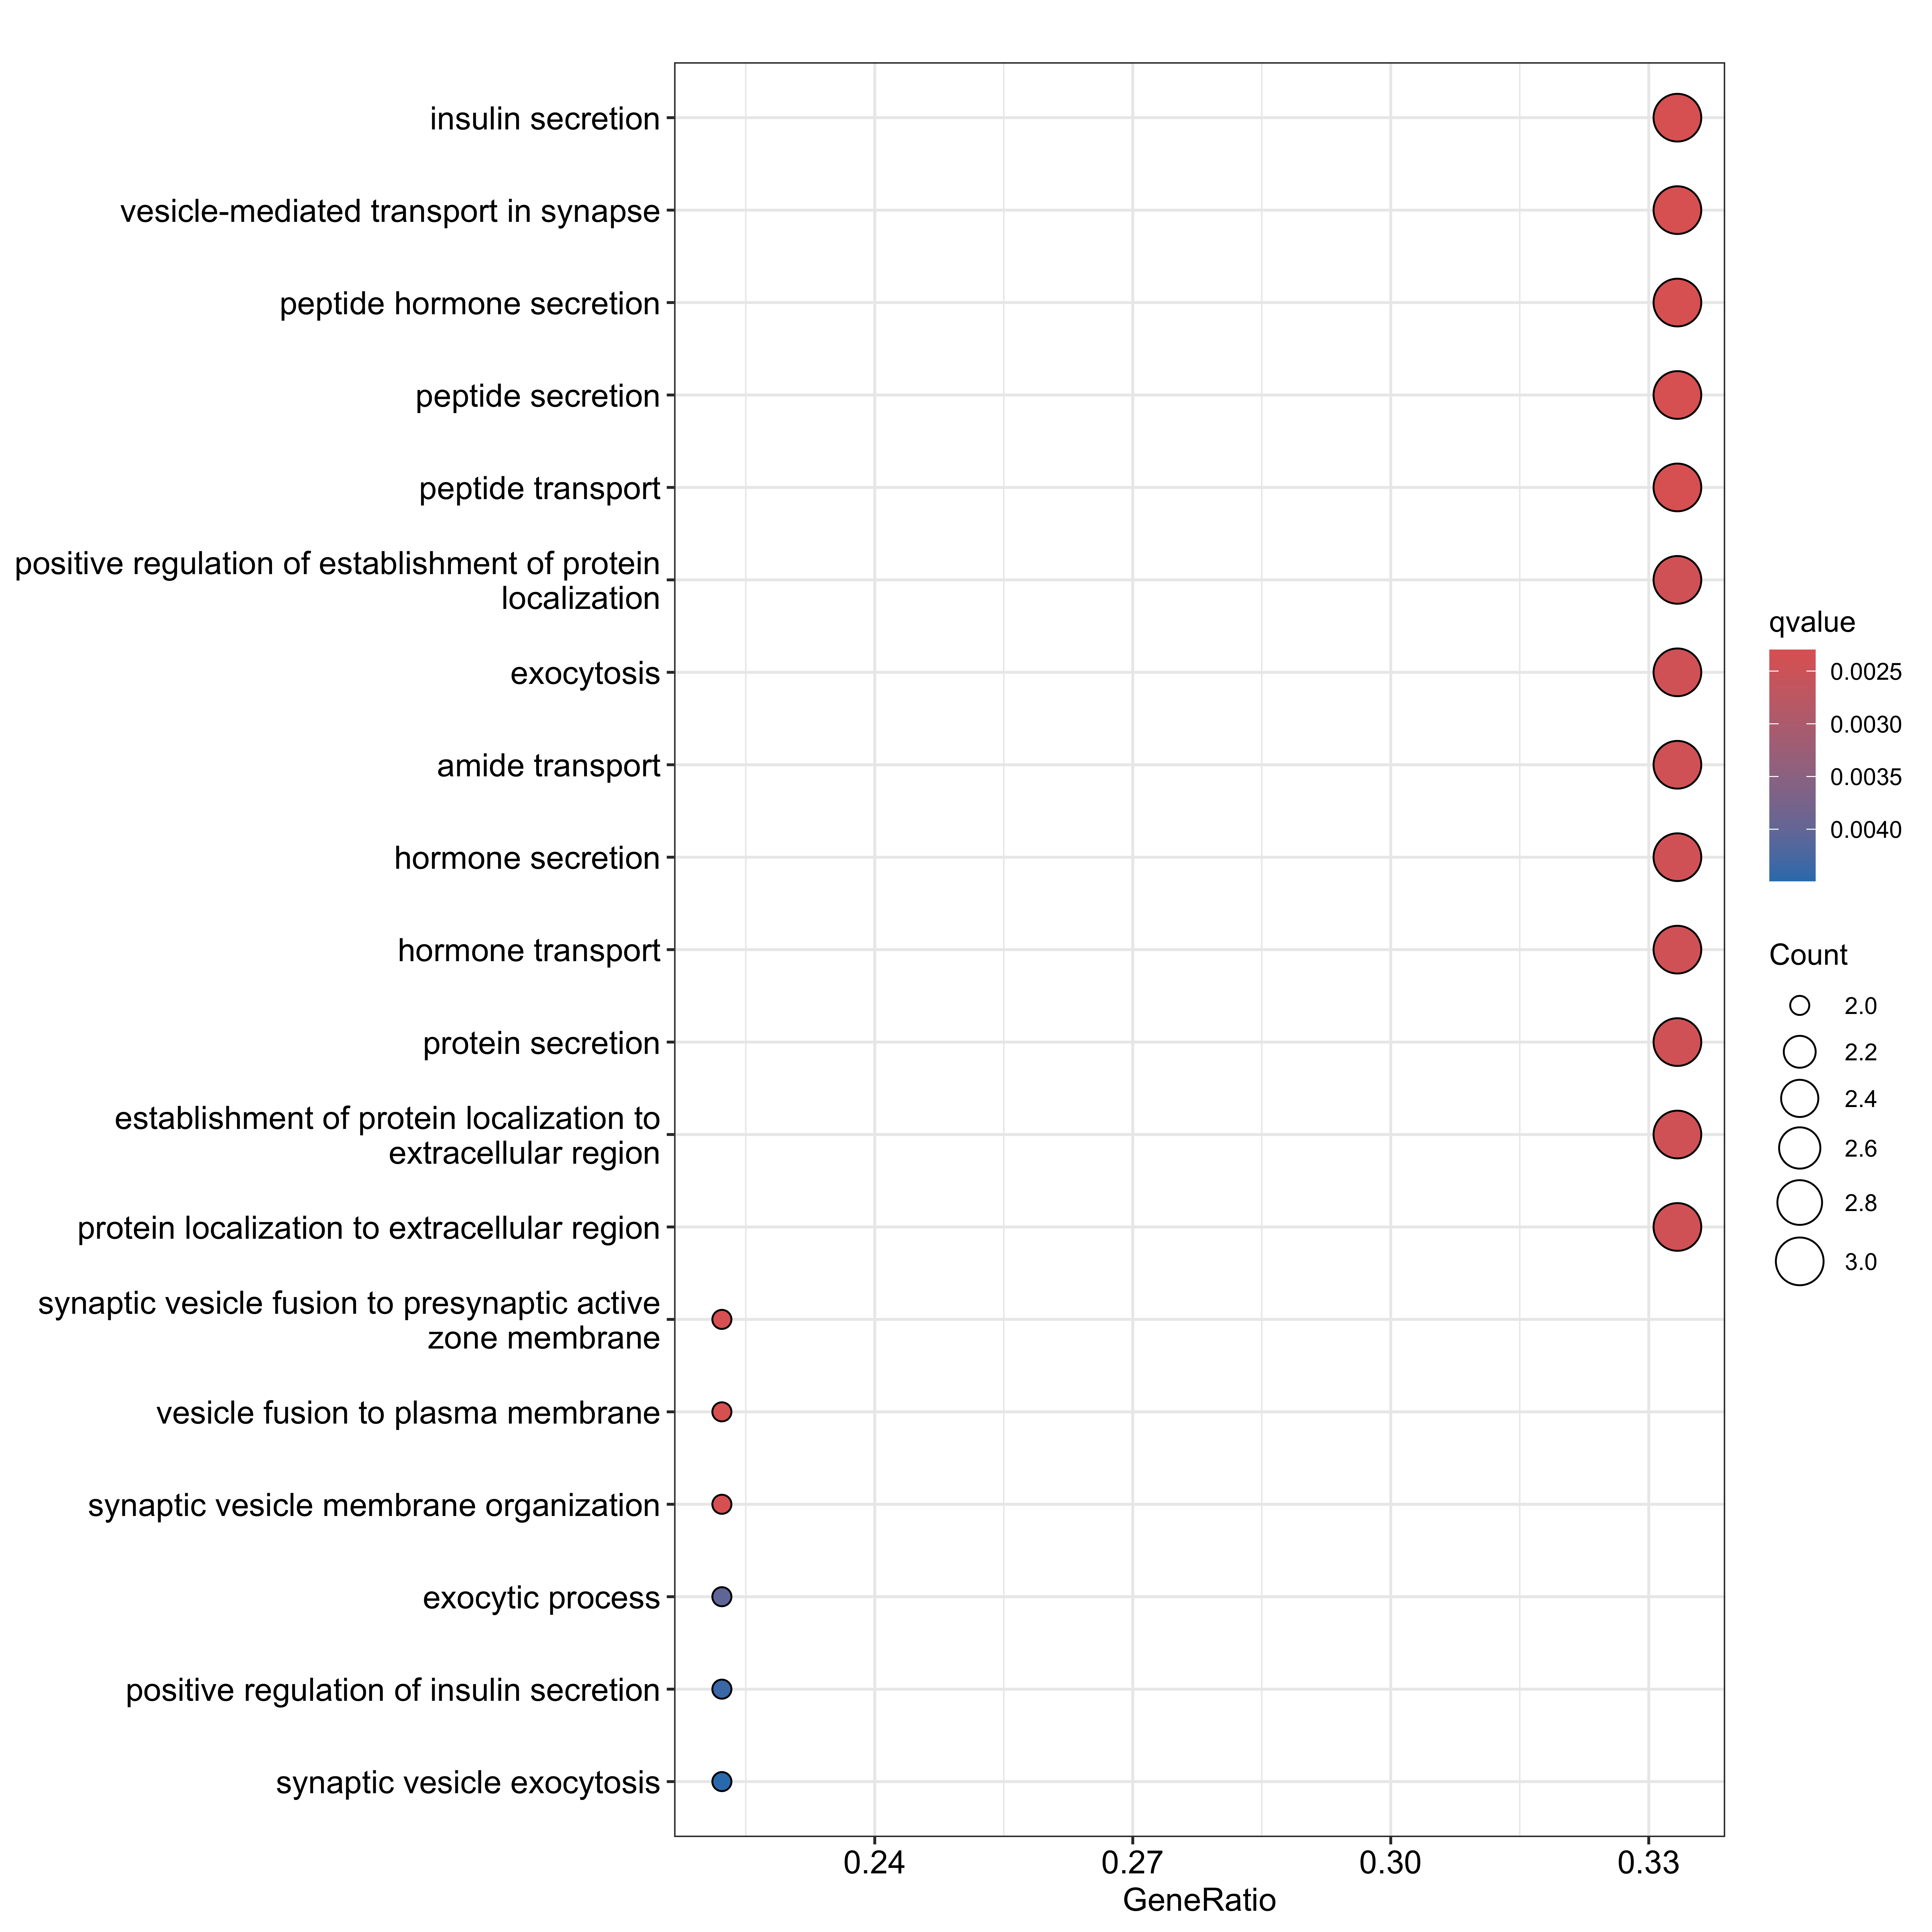 insulin secretion
vesicle-mediated transport in synapse
peptide hormone secretion
peptide secretion
peptide transport
positive regulation of establishment of protein
localization
exocytosis
amide transport
hormone secretion
hormone transport
protein secretion
establishment of protein localization to
extracellular region
protein localization to extracellular region
synaptic vesicle fusion to presynaptic active
zone membrane
vesicle fusion to plasma membrane
synaptic vesicle membrane organization
exocytic process
positive regulation of insulin secretion
synaptic vesicle exocytosis
0.24 0.27 0.30 0.33
GeneRatio
qvalue
0.0025
0.0030
0.0035
0.0040
Count
2.0
2.2
2.4
2.6
2.8
3.0